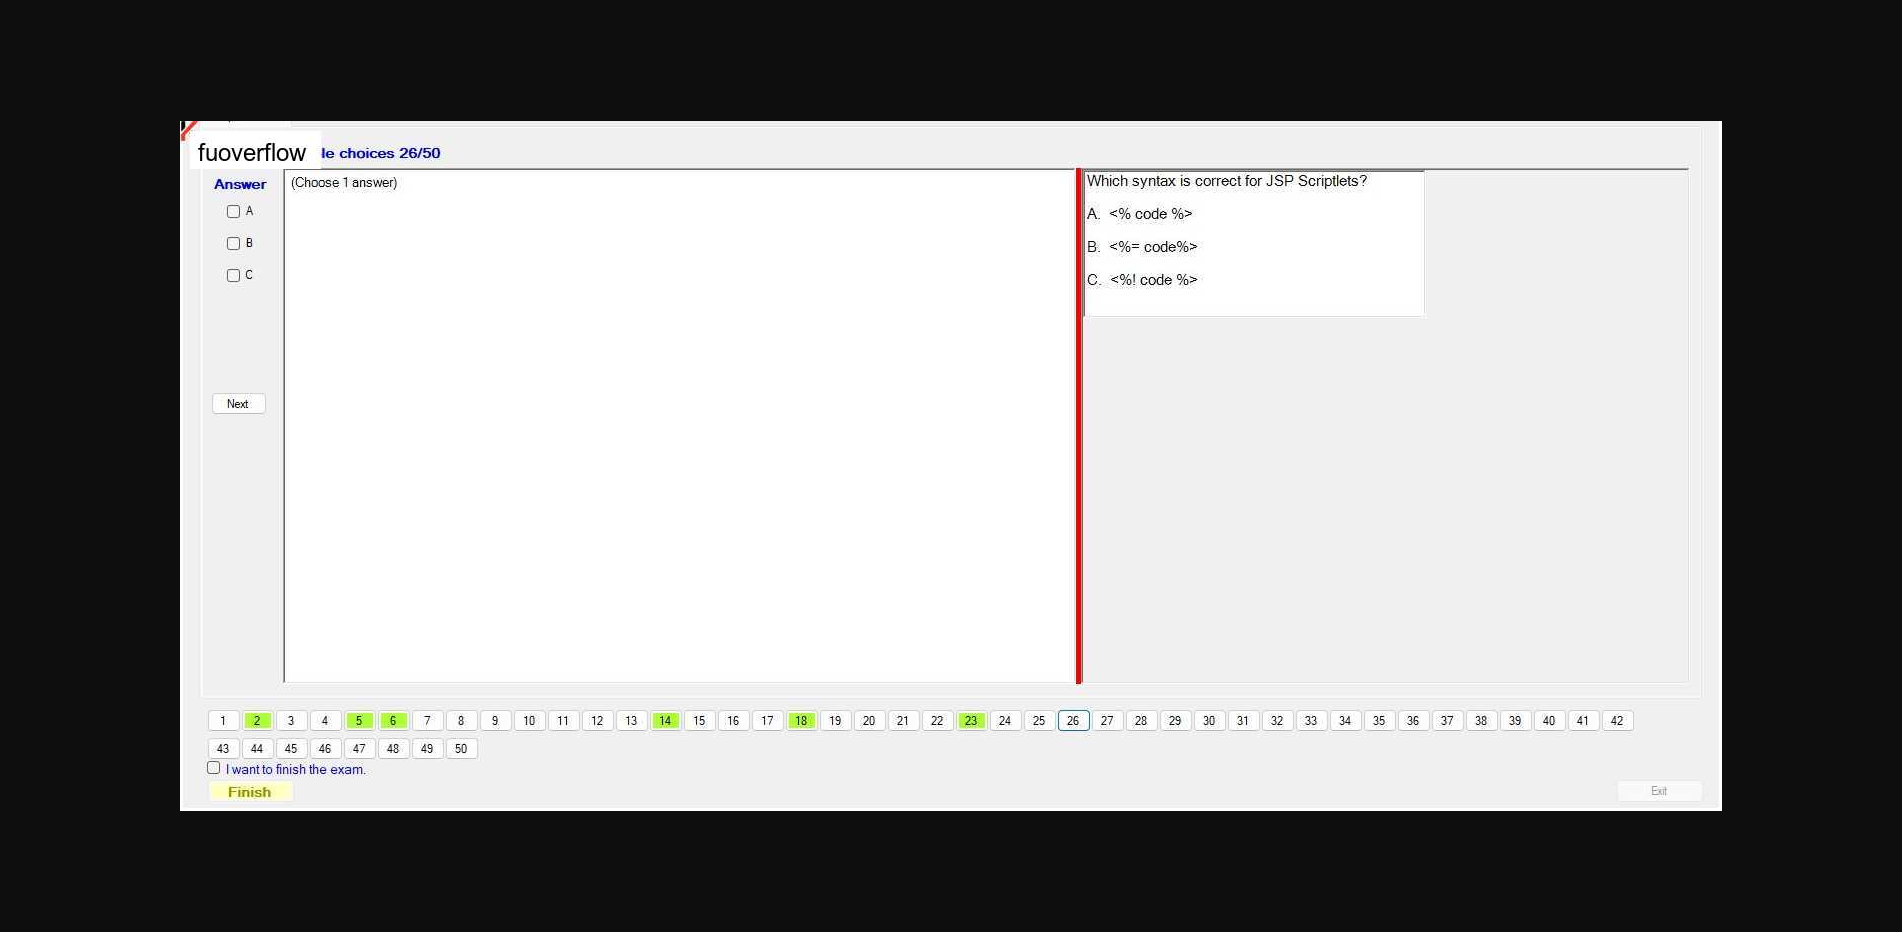 fuoverflow le choices 26/50
Answer
A
B
C
Next
(Choose 1 answer)
Which syntax is correct for JSP Scriptlets?
A. <% code %>
B. <%= code%>
C. <%! code %>
1 2 3 4 5 6 7 8 9 10 11 12 13 14 15 16 17 18 19 20 21 22 23 24 25 26 27 28 29 30 31 32 33 34 35 36 37 38 39 40 41 42
43 44 45 46 47 48 49 50
I want to finish the exam.
Finish
Exit